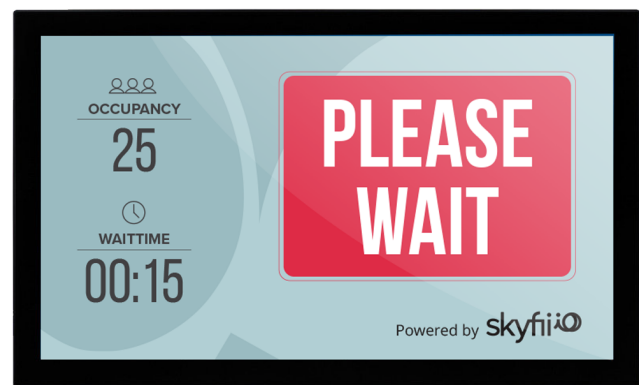 OCCUPANCY
25
WAITTIME
00:15
PLEASE
WAIT
Powered by skyfii